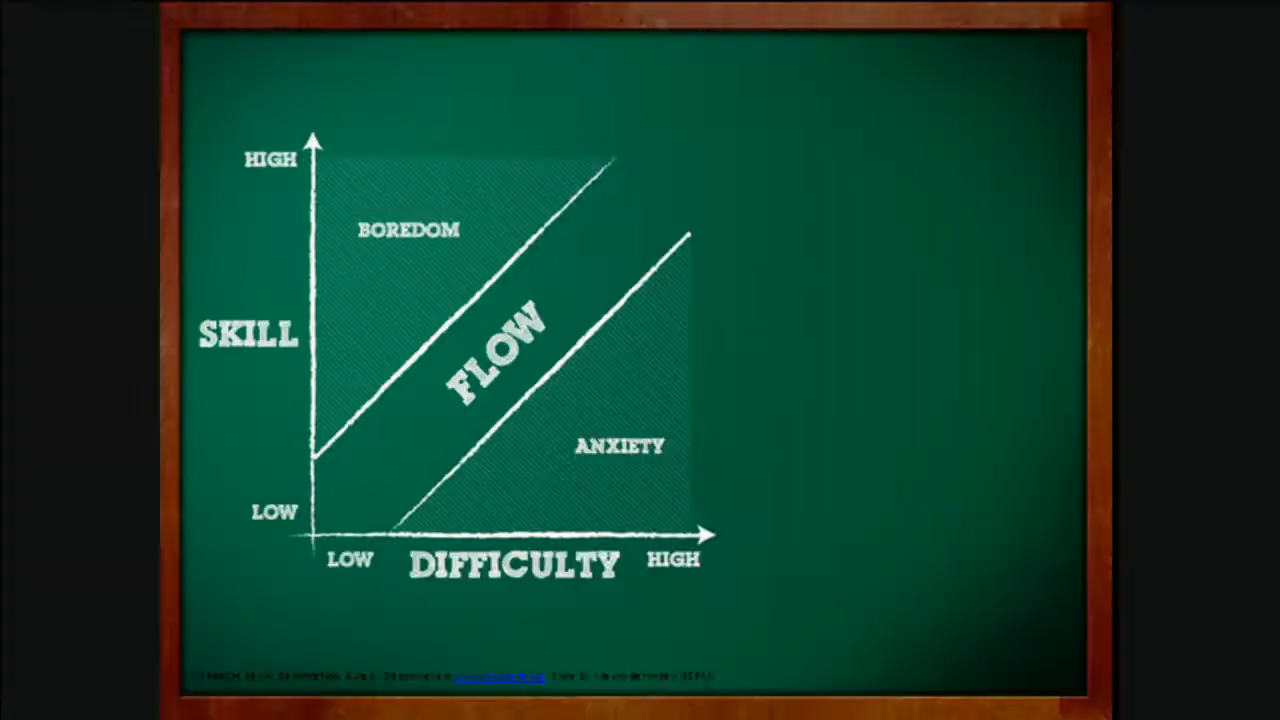 HIGH
BOREDOM
FLOW
SKILL
ANXIETY
LOW
LOW DIFFICULTY HIGH